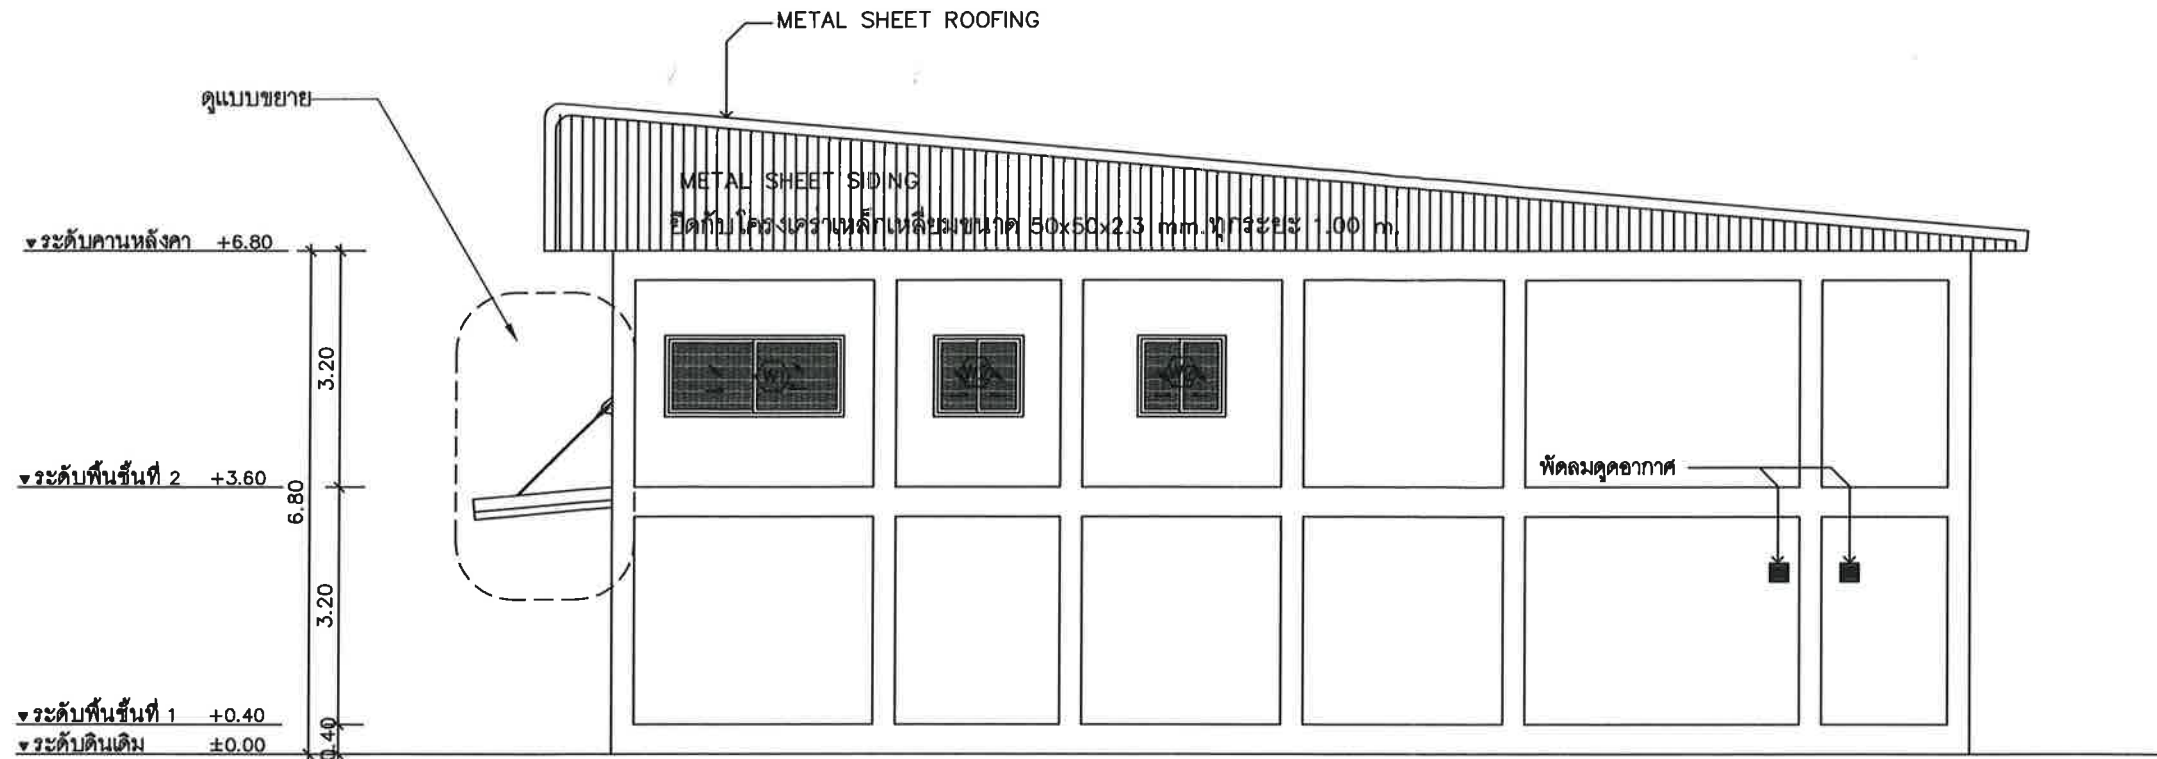 METAL SHEET ROOFING
ดูแบบขยาย
METAL SHEET SIDING
ยึดกับโครงเคร่าเหล็กเหลี่ยมขนาด 50x50x2.3 mm.ทุกระยะ 1.00 m.
ระดับคานหลังคา +6.80
3.20
พัดลมดูดอากาศ
ระดับพื้นชั้นที่ 2 +3.60
6.80
3.20
ระดับพื้นชั้นที่ 1 +0.40
0.40
ระดับดินเดิม ±0.00